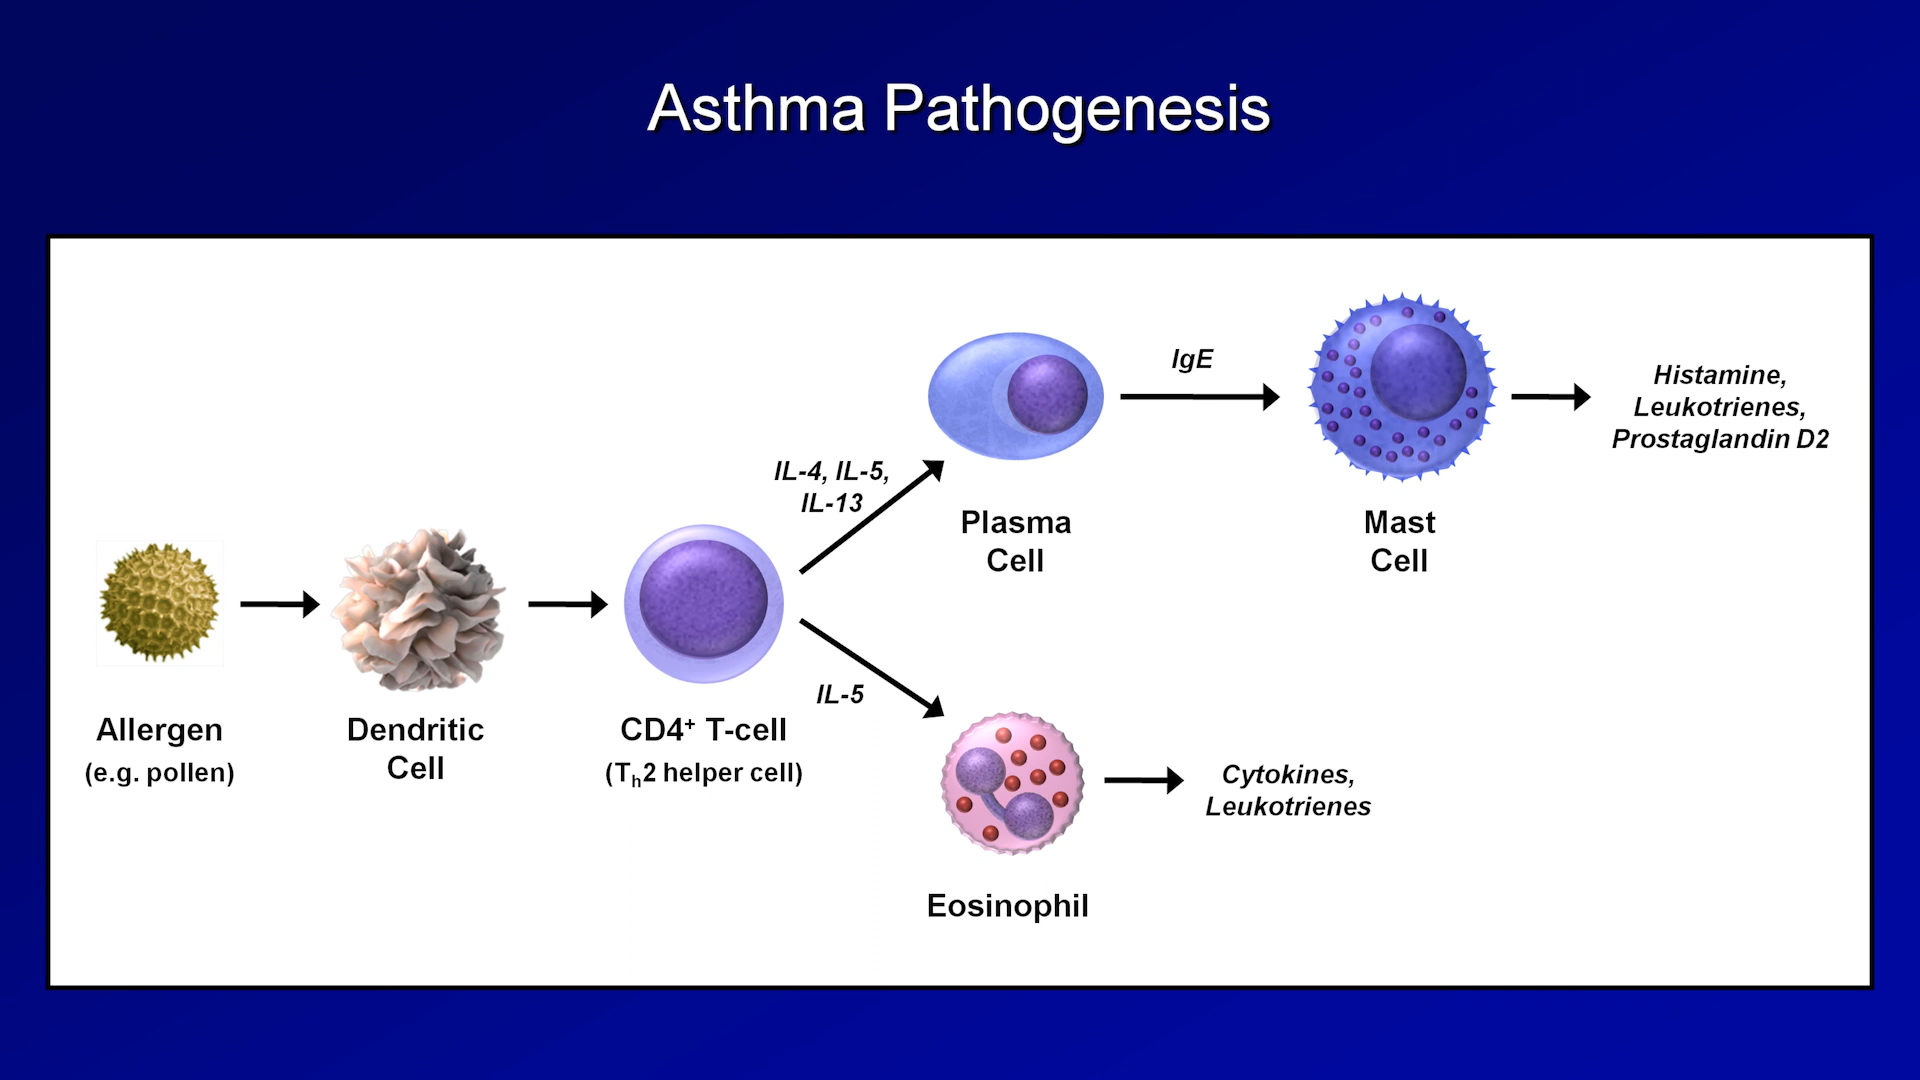 Asthma Pathogenesis
Allergen
(e.g. pollen)
Dendritic
Cell
CD4⁺ T-cell
(Tₕ2 helper cell)
IL-4, IL-5,
IL-13
Plasma
Cell
IgE
Mast
Cell
Histamine,
Leukotrienes,
Prostaglandin D2
IL-5
Eosinophil
Cytokines,
Leukotrienes